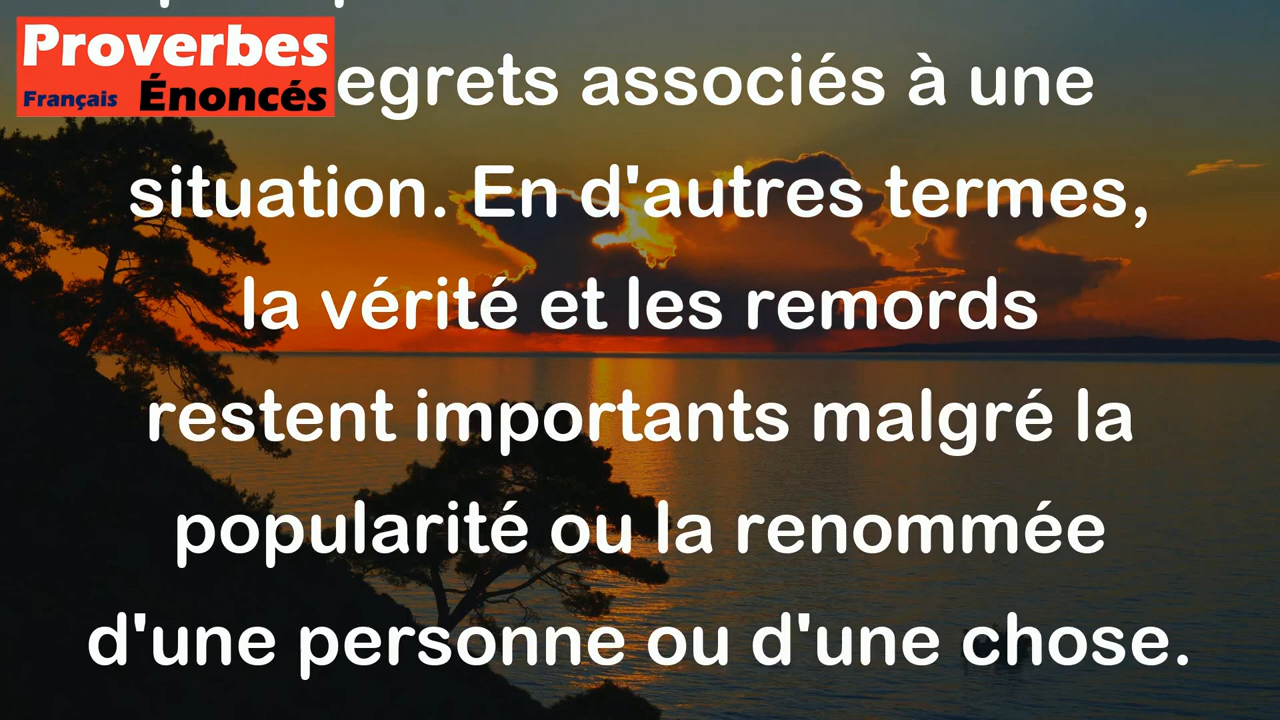 Proverbes
Français Énoncés
egrets associés à une
situation. En d'autres termes,
la vérité et les remords
restent importants malgré la
popularité ou la renommée
d'une personne ou d'une chose.